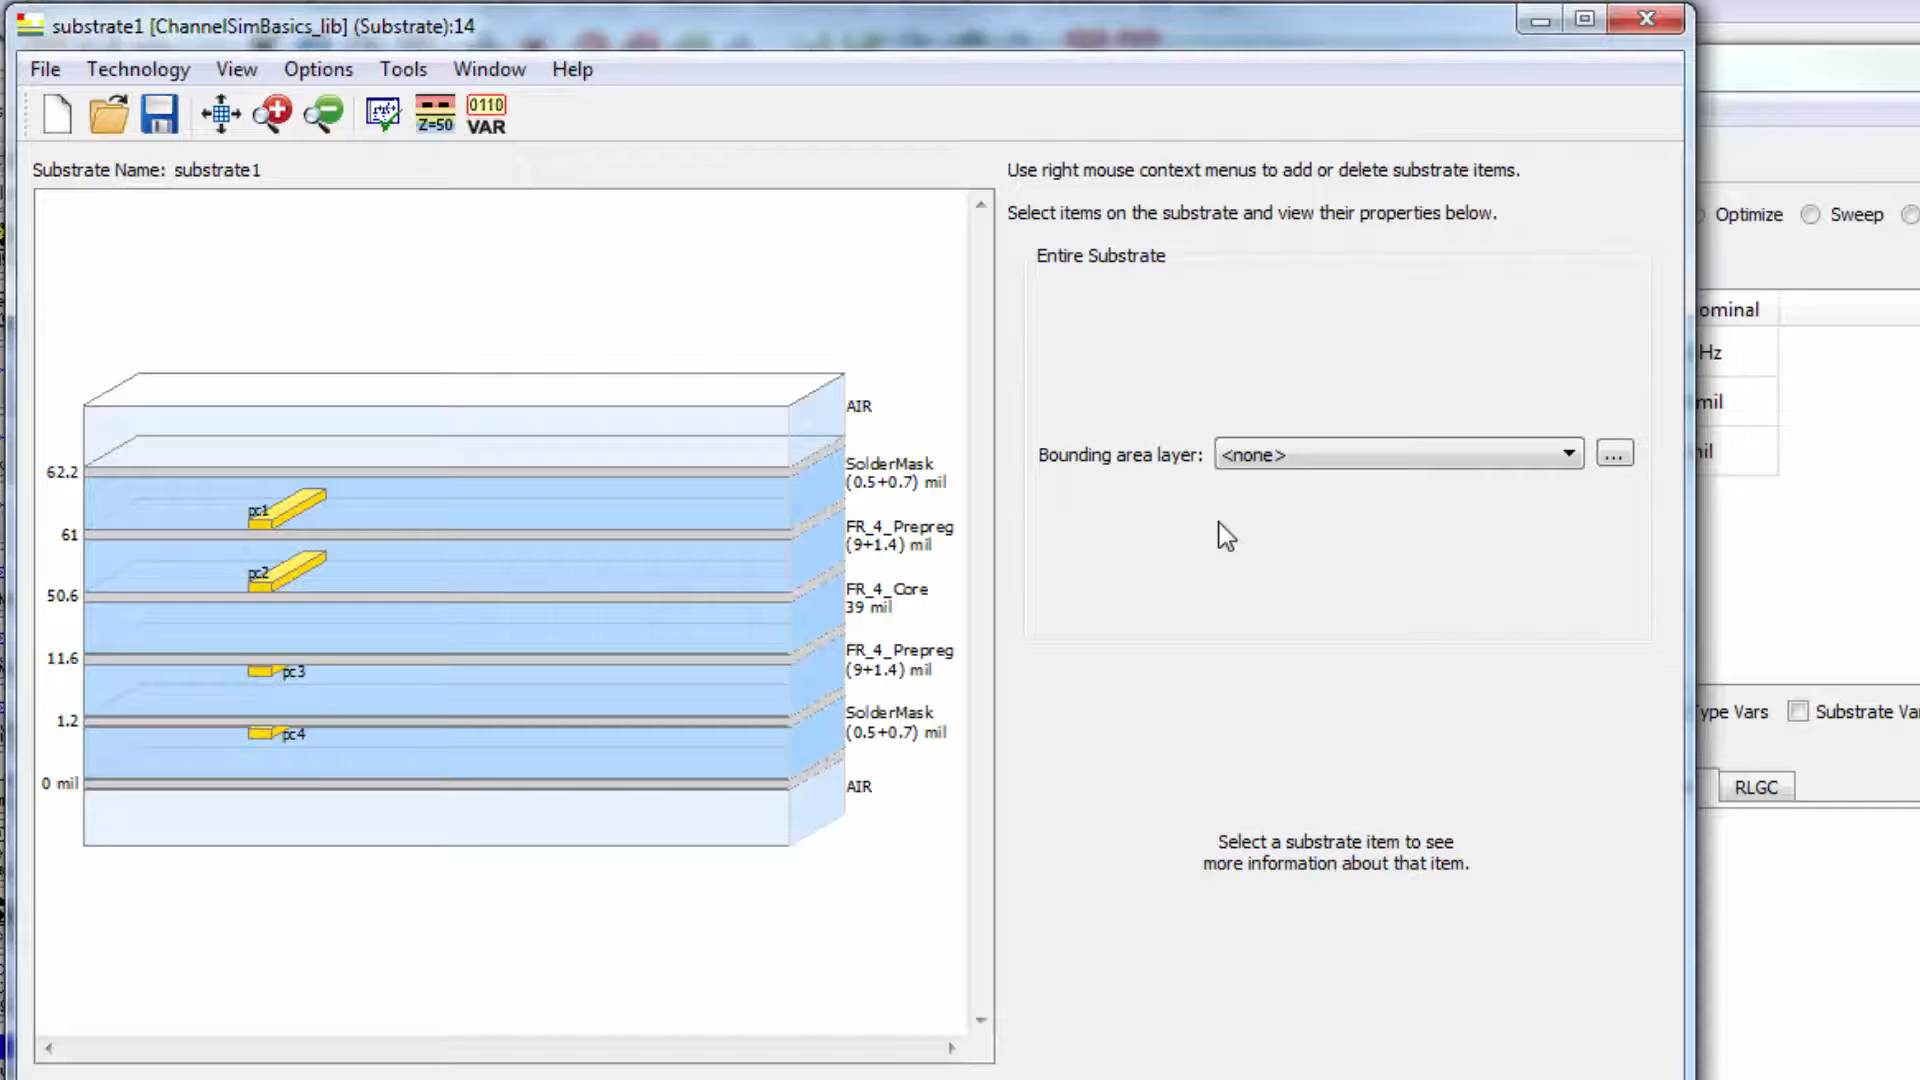 substrate1 [ChannelSimBasics_lib] (Substrate):14
File Technology View Options Tools Window Help
Z=50
0110
VAR
Substrate Name: substrate1
Use right mouse context menus to add or delete substrate items.
Select items on the substrate and view their properties below.
Entire Substrate
Bounding area layer: <none> ...
Select a substrate item to see
more information about that item.
AIR
62.2
SolderMask
(0.5+0.7) mil
pc1
61
FR_4_Prepreg
(9+1.4) mil
pc2
50.6
FR_4_Core
39 mil
11.6
FR_4_Prepreg
(9+1.4) mil
pc3
1.2
SolderMask
(0.5+0.7) mil
pc4
0 mil
AIR
Optimize Sweep
ominal
Hz
mil
mil
ype Vars Substrate Va
RLGC